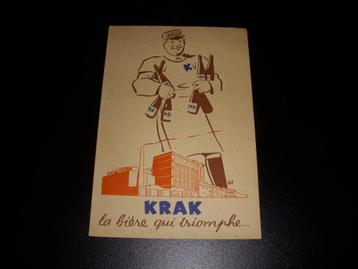 K
KRAK
la bière qui triomphe...